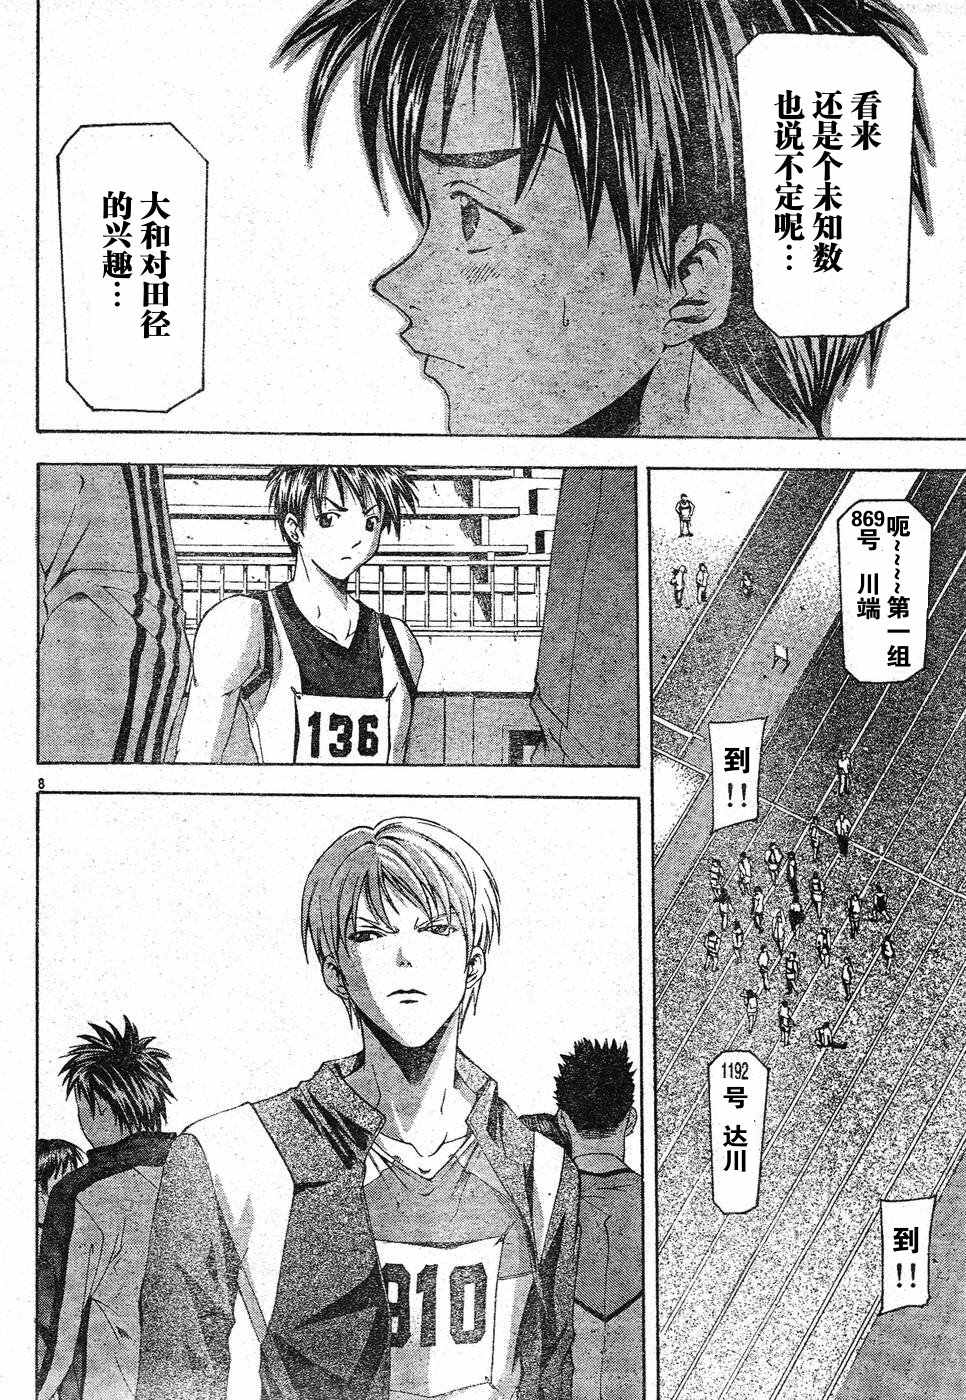 看来
还是个未知数
也说不定呢…
大和对田径
的兴趣…
呃~~~~第一组
869号 川端
到!!
1192号 达川
到!!
136
8
910